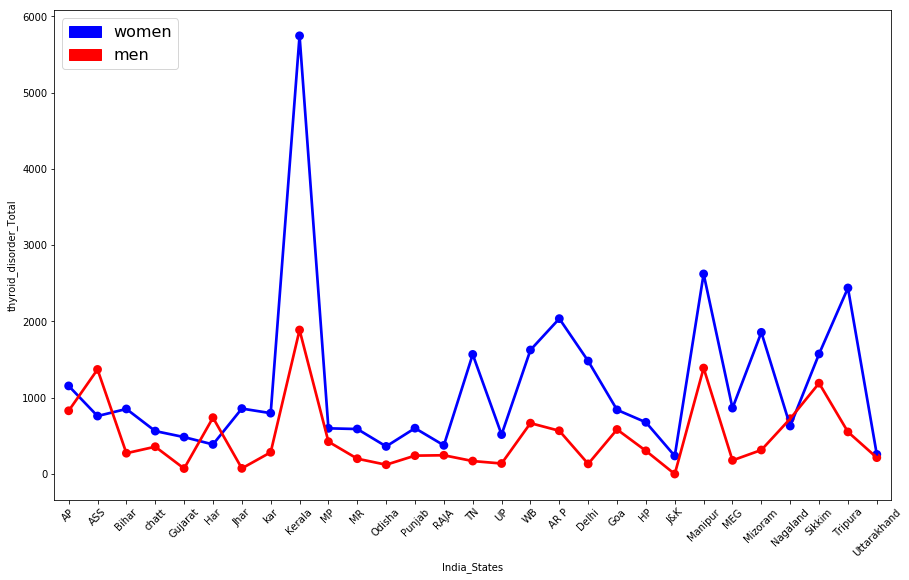 women
men
6000
5000
4000
3000
2000
1000
0
thyroid_disorder_Total
AP
ASS
Bihar
chatt
Gujarat
Har
Jhar
kar
Kerala
MP
MR
Odisha
Punjab
RAJA
TN
UP
WB
AR P
Delhi
Goa
HP
J&K
Manipur
MEG
Mizoram
Nagaland
Sikkim
Tripura
Uttarakhand
India_States